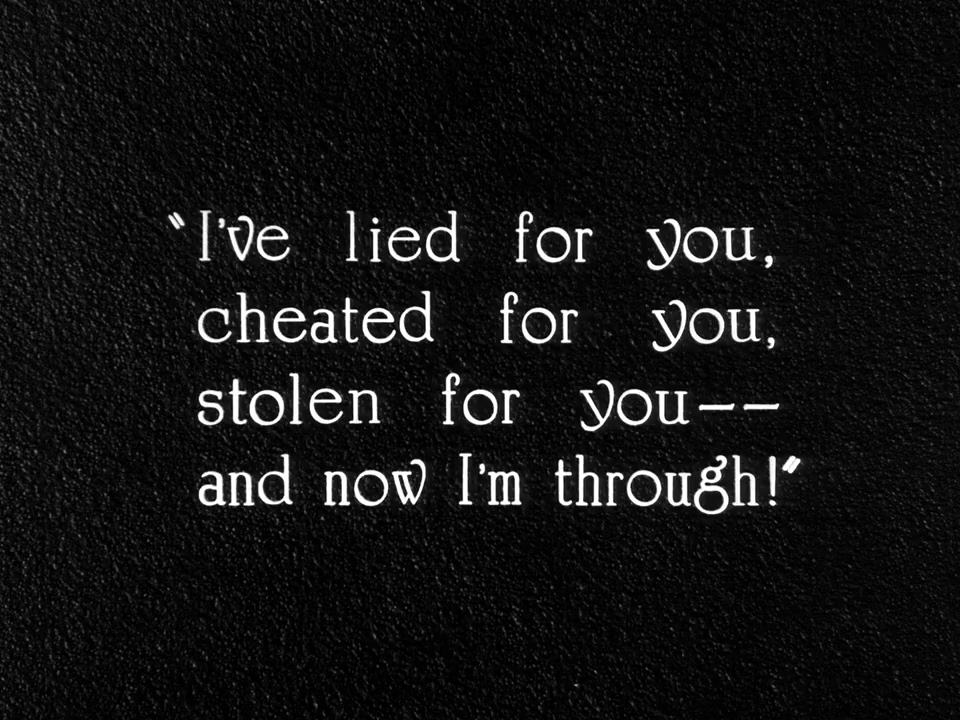 "I've lied for you,
cheated for you,
stolen for you--
and now I'm through!"